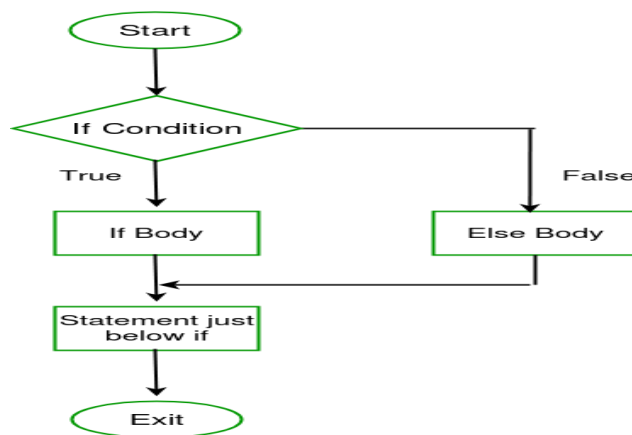 Start
If Condition
True
False
If Body
Else Body
Statement just
below if
Exit